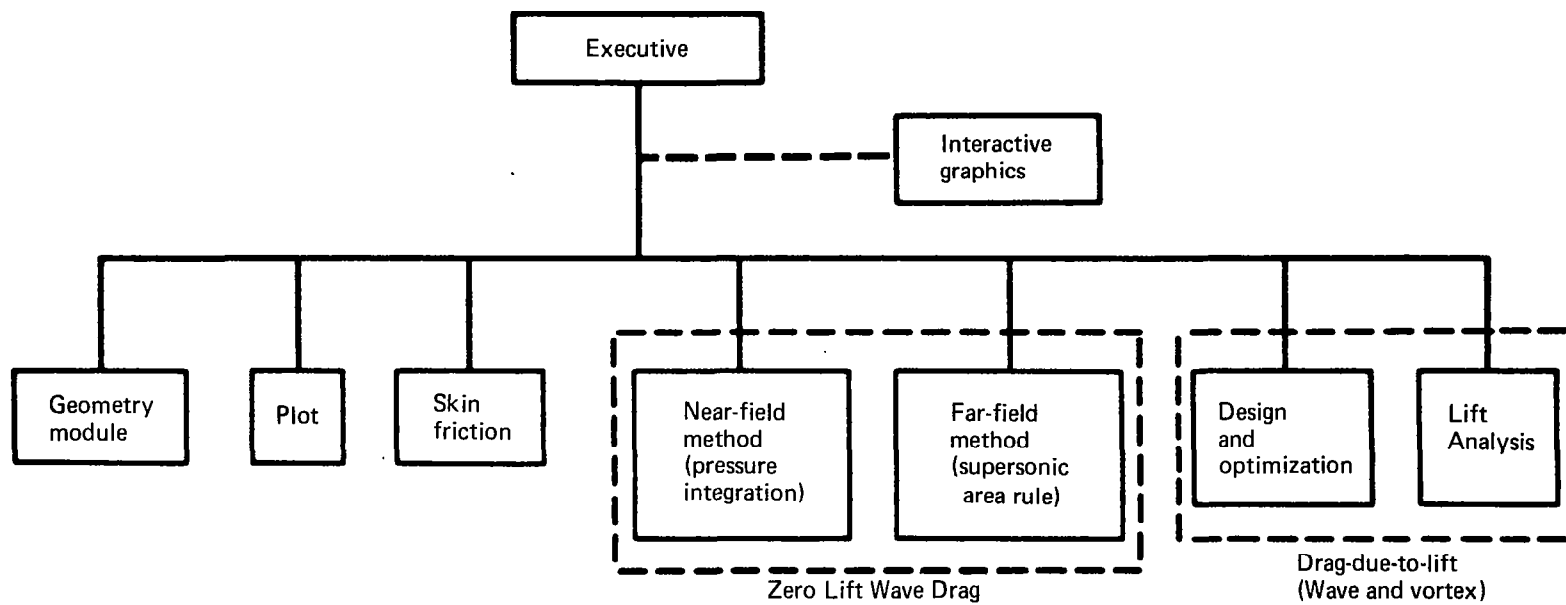 Executive
Interactive
graphics
Geometry
module
Plot
Skin
friction
Near-field
method
(pressure
integration)
Far-field
method
(supersonic
area rule)
Design
and
optimization
Lift
Analysis
Zero Lift Wave Drag
Drag-due-to-lift
(Wave and vortex)